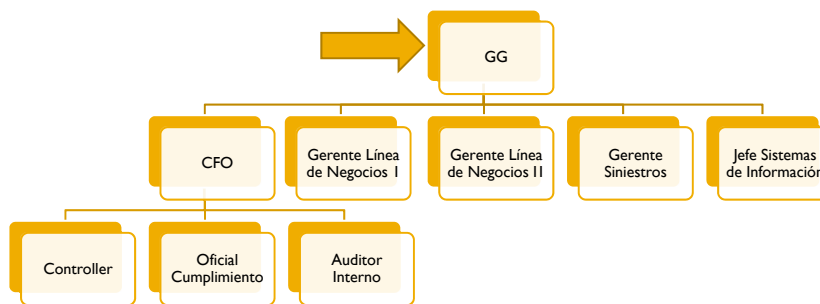 GG
CFO
Gerente Línea
de Negocios I
Gerente Línea
de Negocios II
Gerente
Siniestros
Jefe Sistemas
de Información
Controller
Oficial
Cumplimiento
Auditor
Interno